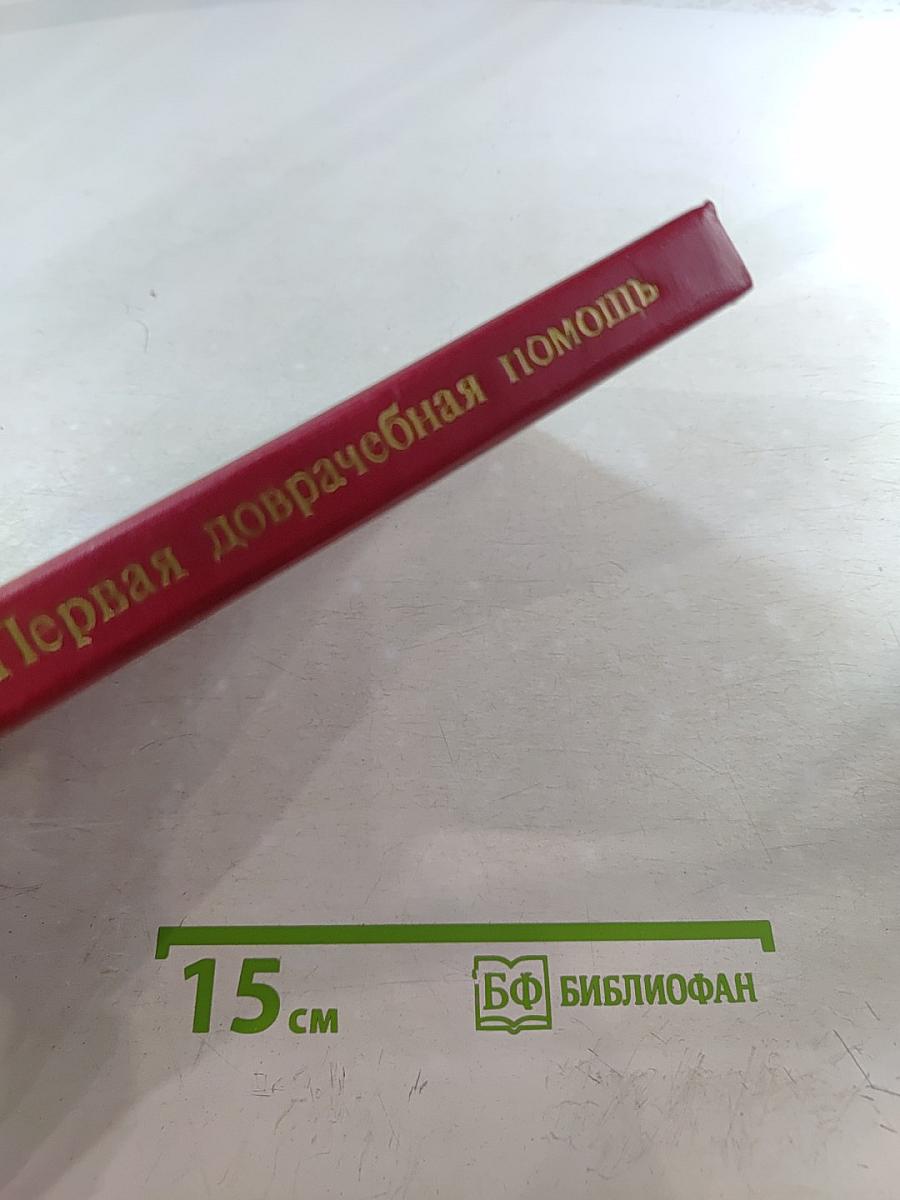 Первая доврачебная помощь
15 см
БФ БИБЛИОФАН